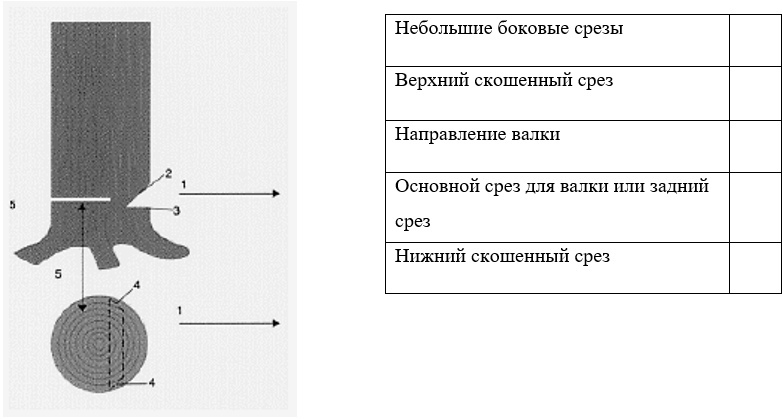 2
1
3
5
5
4
1
4
Небольшие боковые срезы
Верхний скошенный срез
Направление валки
Основной срез для валки или задний
срез
Нижний скошенный срез